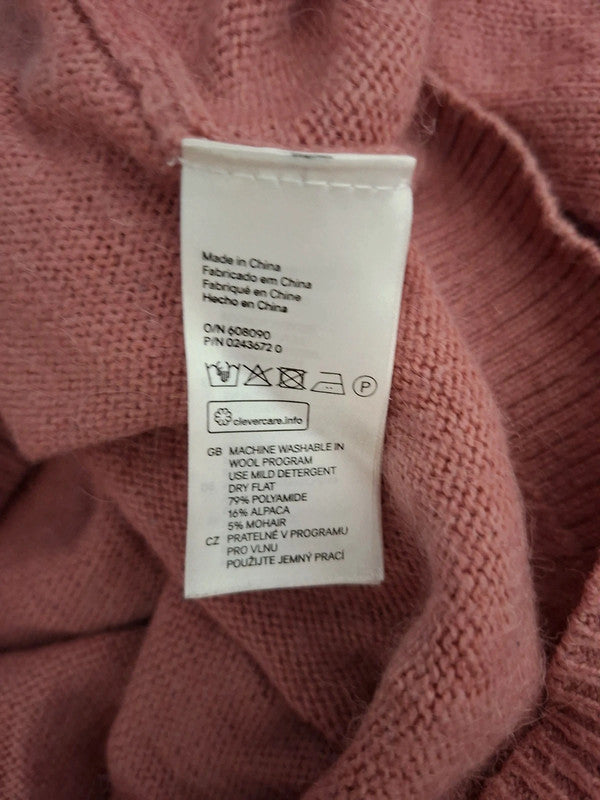 Made in China
Fabricado em China
Fabriqué en Chine
Hecho en China
O/N 608090
P/N 0243672 0
P
clevercare.info
GB MACHINE WASHABLE IN
WOOL PROGRAM
USE MILD DETERGENT
DRY FLAT
79% POLYAMIDE
16% ALPACA
5% MOHAIR
CZ PRATELNÉ V PROGRAMU
PRO VLNU
POUŽIJTE JEMNÝ PRACÍ